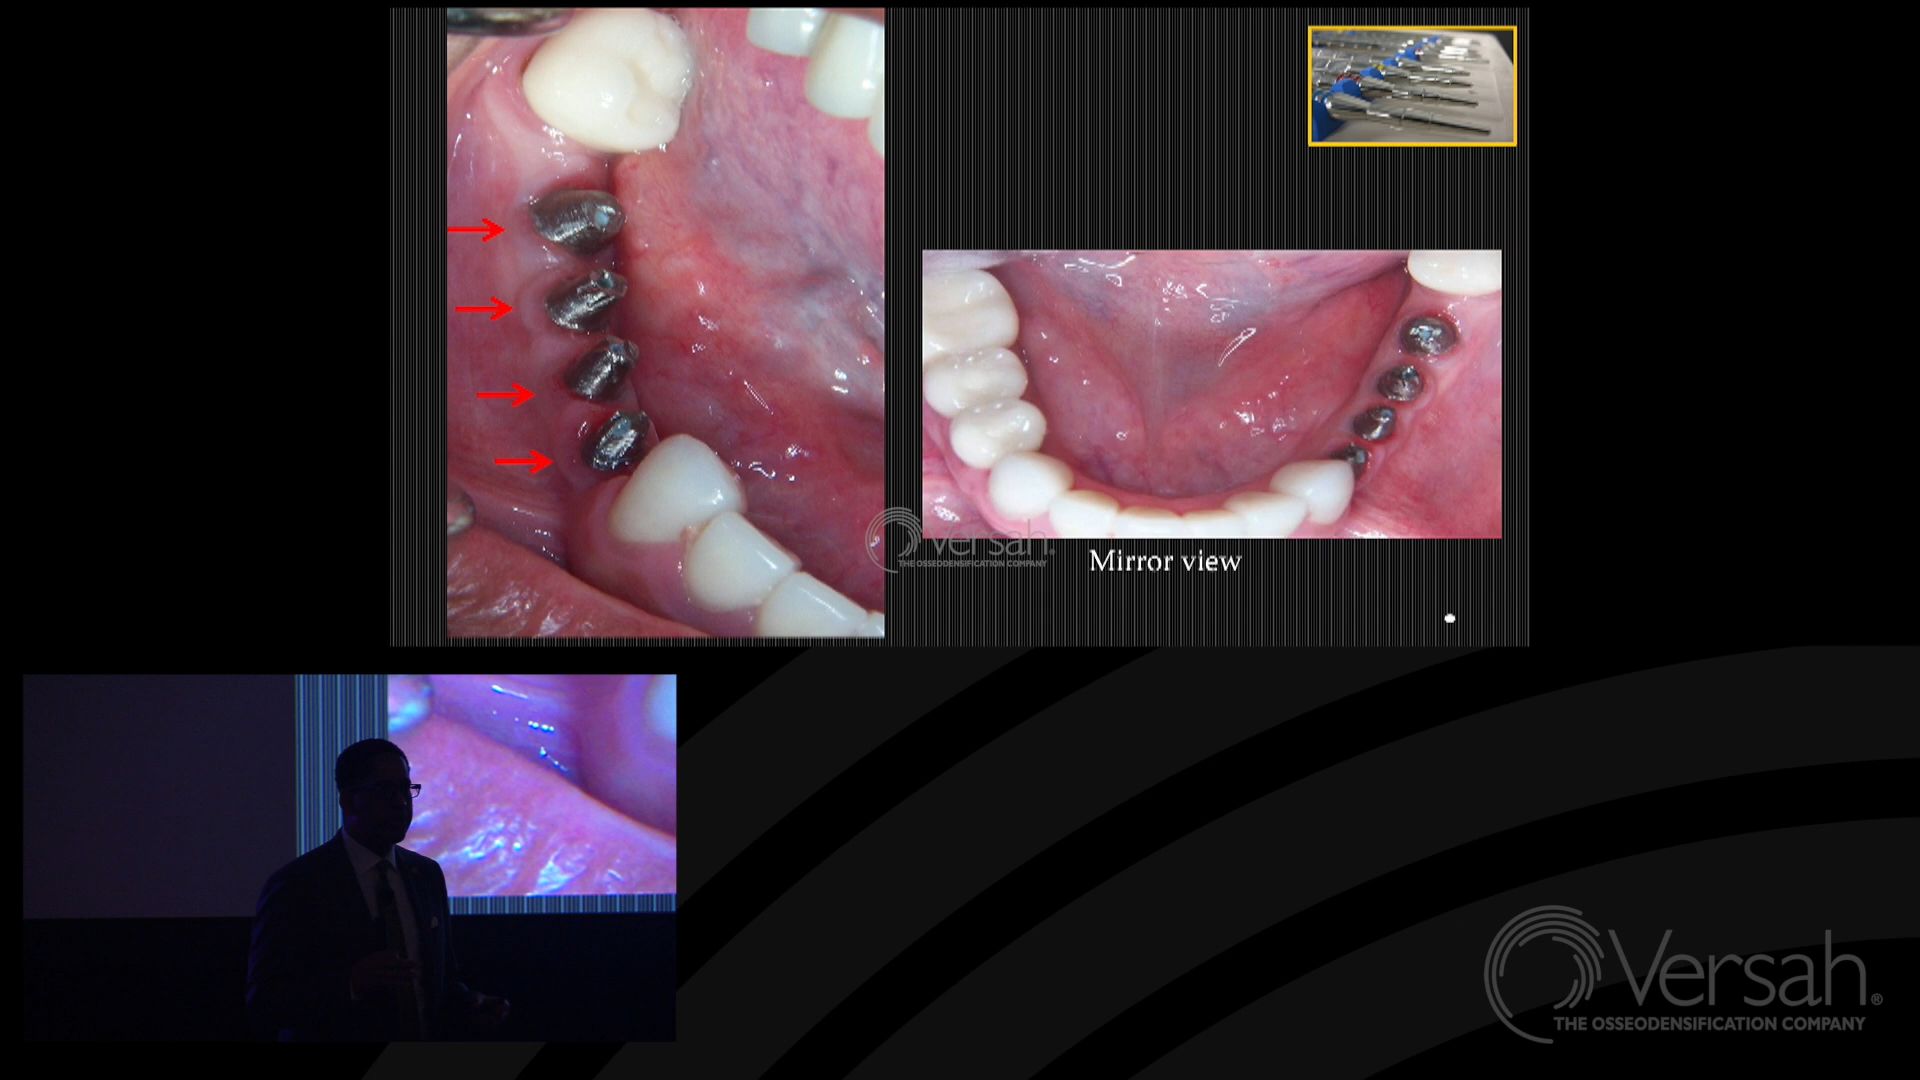 Versah.
THE OSSEODENSIFICATION COMPANY
Mirror view
Versah®
THE OSSEODENSIFICATION COMPANY